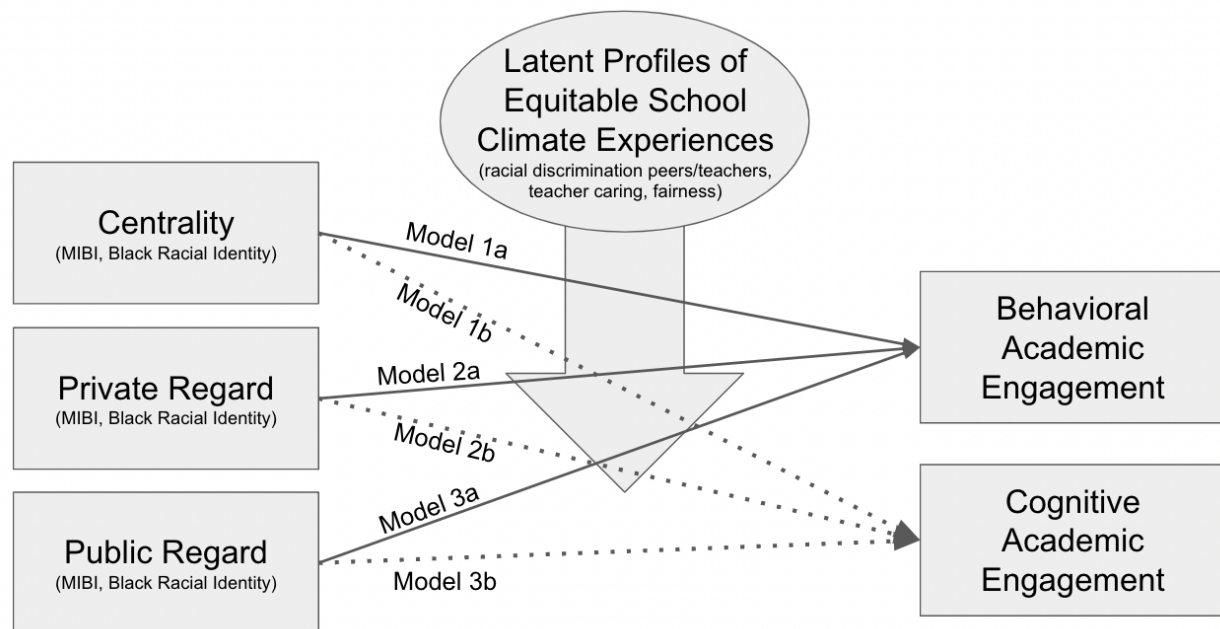 Latent Profiles of
Equitable School
Climate Experiences
(racial discrimination peers/teachers,
teacher caring, fairness)
Centrality
(MIBI, Black Racial Identity)
Private Regard
(MIBI, Black Racial Identity)
Public Regard
(MIBI, Black Racial Identity)
Model 1a
Model 1b
Model 2a
Model 2b
Model 3a
Model 3b
Behavioral
Academic
Engagement
Cognitive
Academic
Engagement